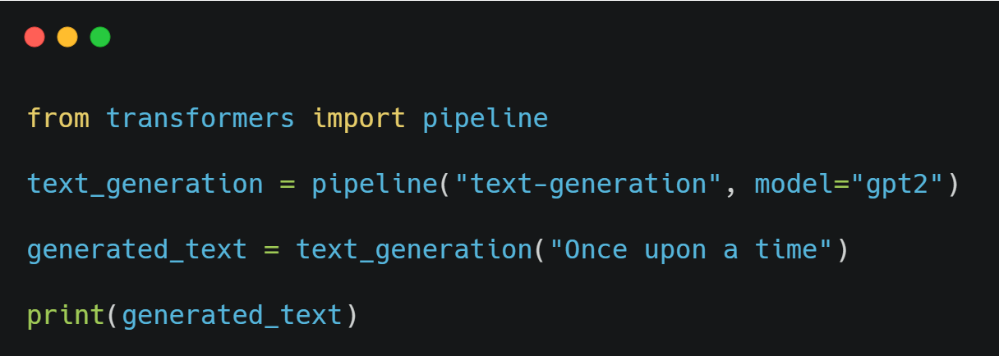 from transformers import pipeline
text_generation = pipeline("text-generation", model="gpt2")
generated_text = text_generation("Once upon a time")
print(generated_text)